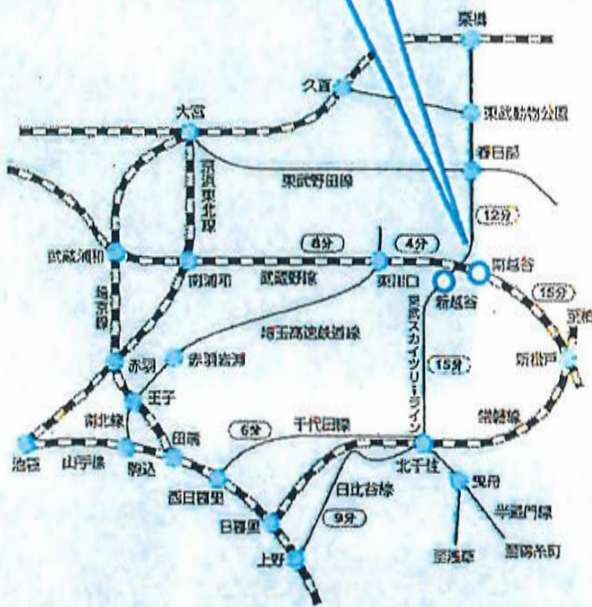 栗橋
久喜
東武動物公園
大宮
春日部
東武野田線
京浜東北線
12分
武蔵浦和
8分
4分
南越谷
南浦和
武蔵野線
東川口
新越谷
15分
埼京線
東武スカイツリーライン
埼玉高速鉄道線
至柏
赤羽
赤羽岩淵
15分
新松戸
王子
南北線
田端
6分
千代田線
常磐線
池袋
山手線
駒込
西日暮里
北千住
日比谷線
曳舟
半蔵門線
日暮里
9分
上野
至浅草
至錦糸町